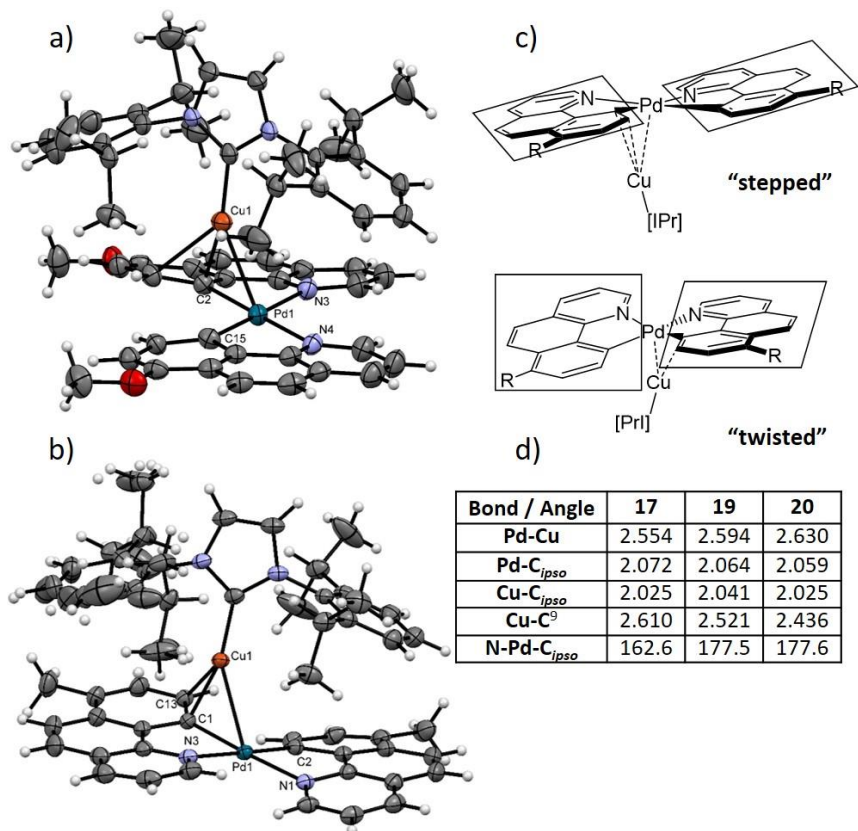 a)
Cu1
C2
N3
Pd1
C15
N4
b)
Cu1
C13
C1
N3
C2
Pd1
N1
c)
N
Pd
N
R
R
Cu
[IPr]
"stepped"
N
Pd
N
R
R
Cu
[PrI]
"twisted"
d)
Bond / Angle 17 19 20
Pd-Cu 2.554 2.594 2.630
Pd-Cipso 2.072 2.064 2.059
Cu-Cipso 2.025 2.041 2.025
Cu-C⁹ 2.610 2.521 2.436
N-Pd-Cipso 162.6 177.5 177.6